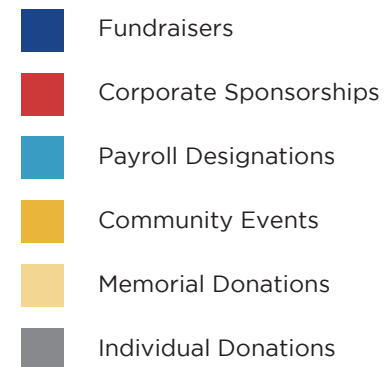 Fundraisers
Corporate Sponsorships
Payroll Designations
Community Events
Memorial Donations
Individual Donations